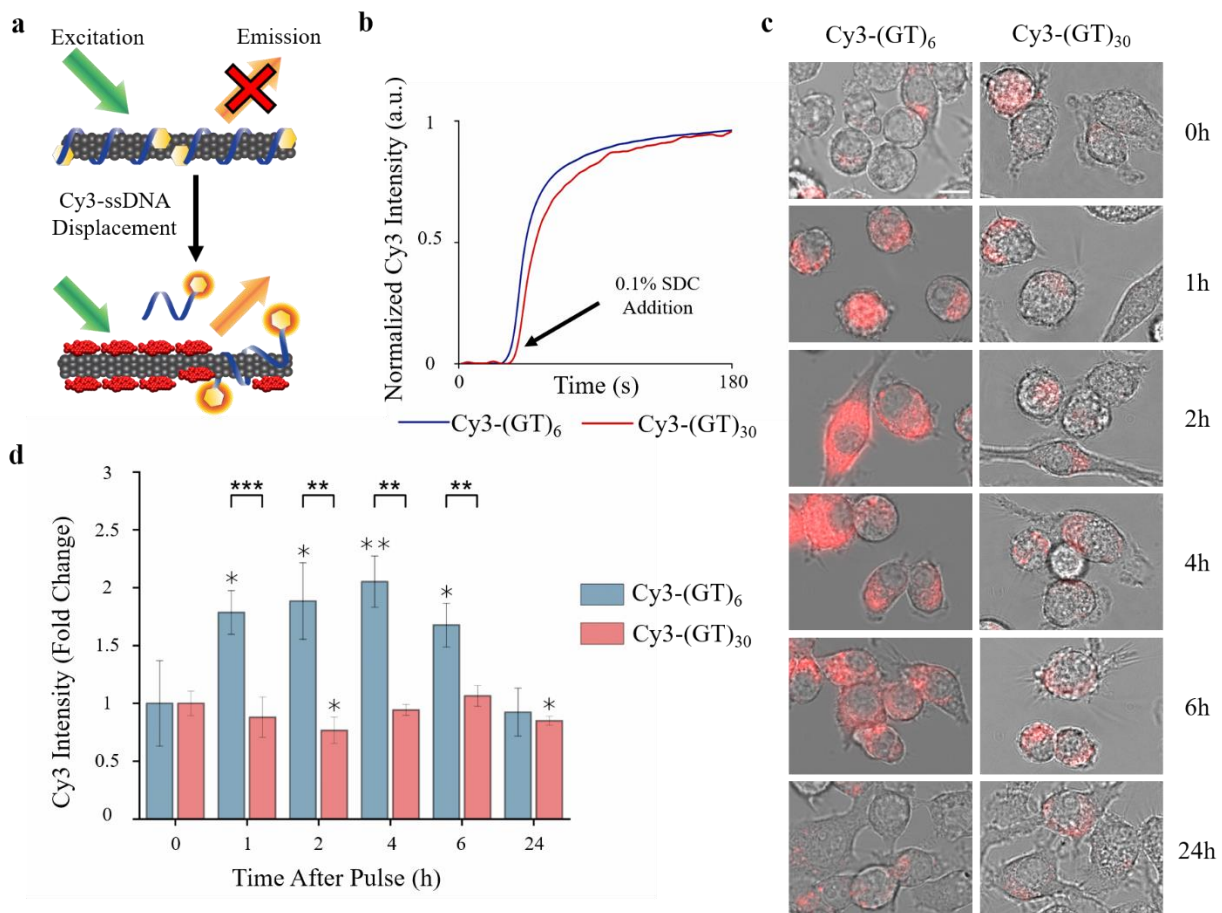 a
Excitation
Emission
Cy3-ssDNA
Displacement
b
Normalized Cy3 Intensity (a.u.)
1
0.5
0
0.1% SDC
Addition
0
Time (s)
180
Cy3-(GT)₆
Cy3-(GT)₃₀
c
Cy3-(GT)₆
Cy3-(GT)₃₀
0h
1h
2h
4h
6h
24h
d
Cy3 Intensity (Fold Change)
3
2.5
2
1.5
1
0.5
0
*** ** ** **
* * ** *
* *
Cy3-(GT)₆
Cy3-(GT)₃₀
0 1 2 4 6 24
Time After Pulse (h)